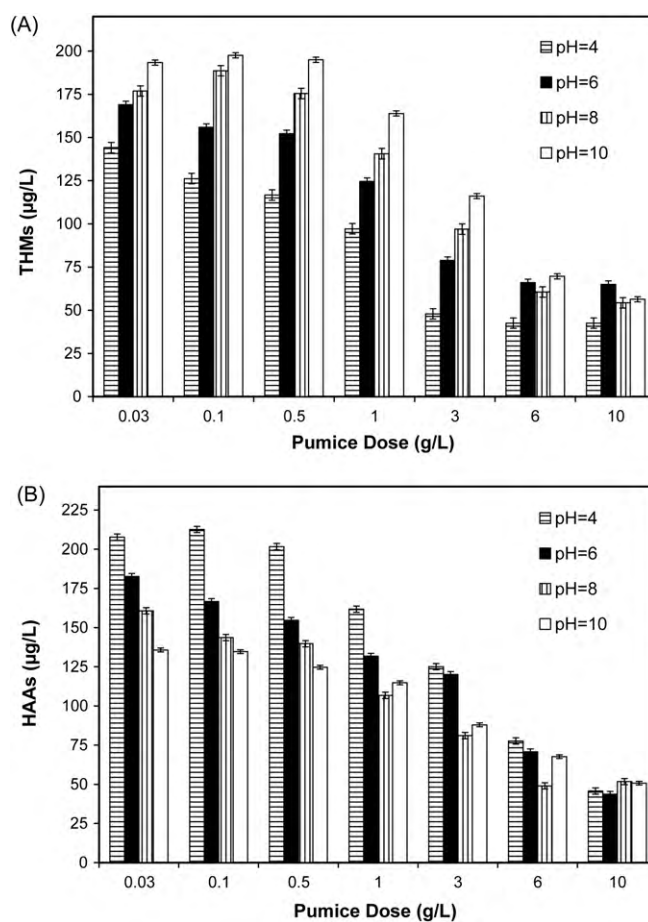 (A)
200
175
150
125
100
75
50
25
0
THMs (µg/L)
pH=4
pH=6
pH=8
pH=10
0.03 0.1 0.5 1 3 6 10
Pumice Dose (g/L)
(B)
225
200
175
150
125
100
75
50
25
0
HAAs (µg/L)
pH=4
pH=6
pH=8
pH=10
0.03 0.1 0.5 1 3 6 10
Pumice Dose (g/L)